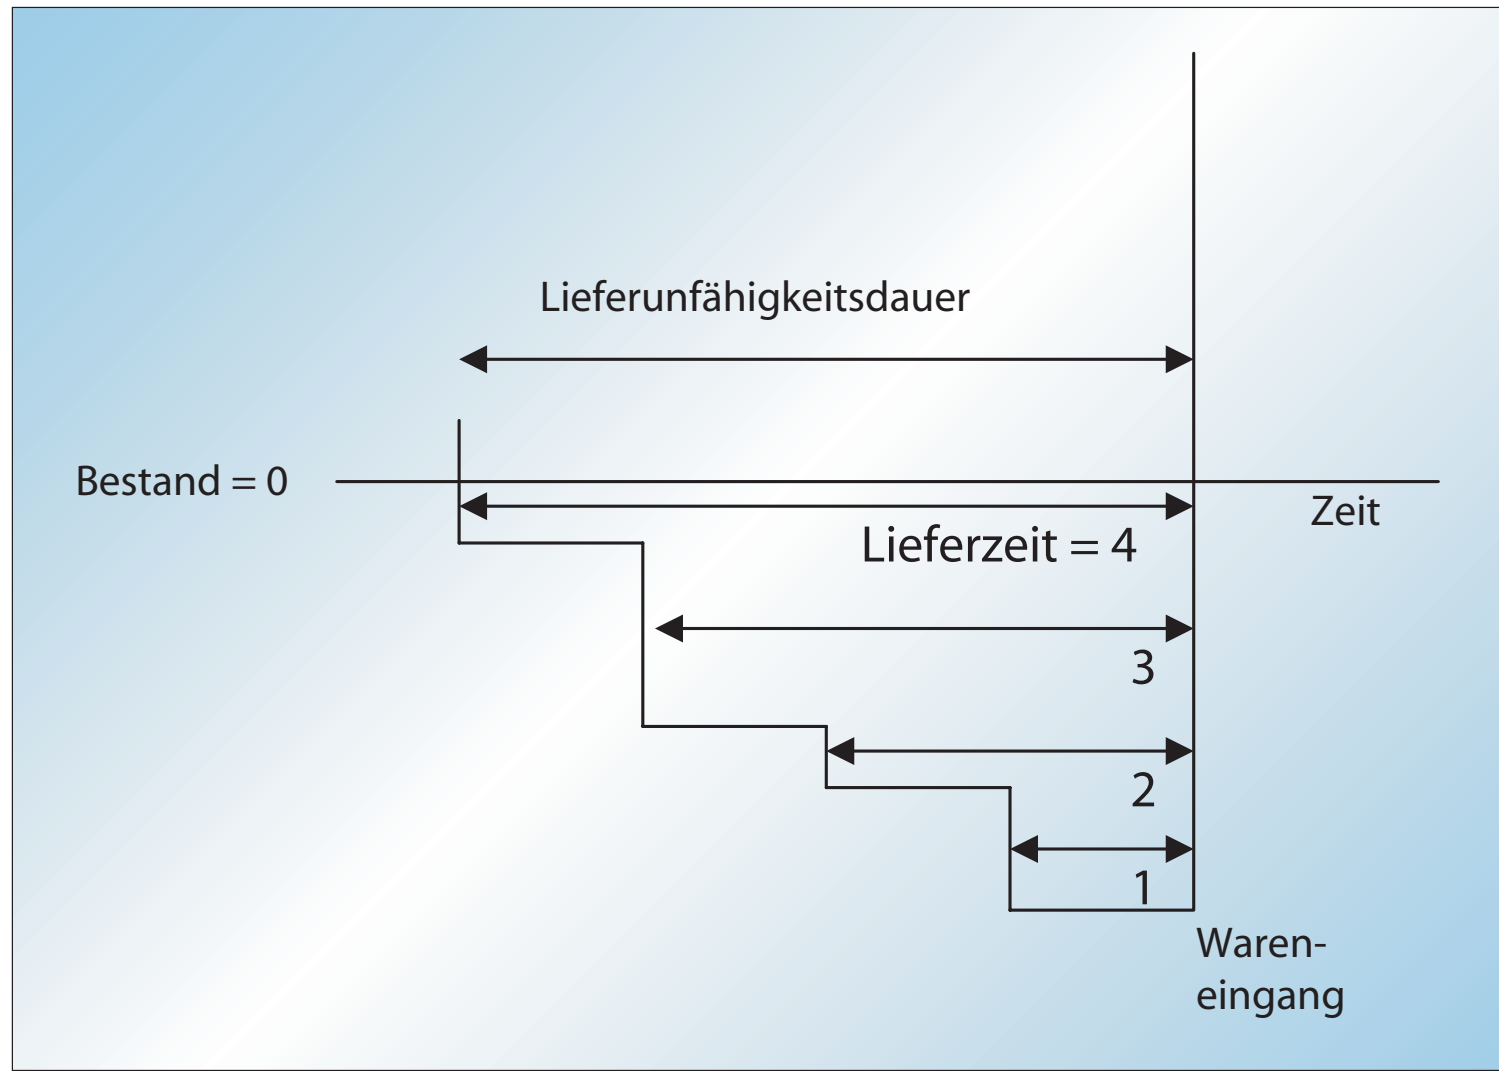 Lieferunfähigkeitsdauer
Bestand = 0
Zeit
Lieferzeit = 4
3
2
1
Waren-
eingang